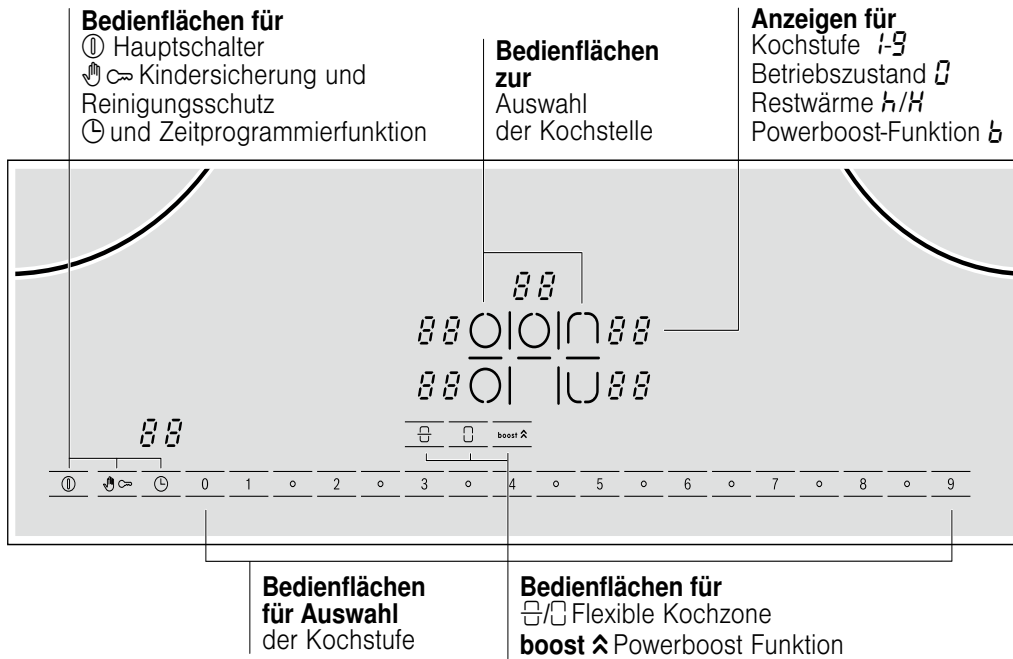 Bedienflächen für
Hauptschalter
Kindersicherung und
Reinigungsschutz
und Zeitprogrammierfunktion
Bedienflächen
zur
Auswahl
der Kochstelle
Anzeigen für
Kochstufe 1-9
Betriebszustand 0
Restwärme h/H
Powerboost-Funktion b
88
88 88
88 88
88
boost
0 1 2 3 4 5 6 7 8 9
Bedienflächen
für Auswahl
der Kochstufe
Bedienflächen für
/ Flexible Kochzone
boost Powerboost Funktion